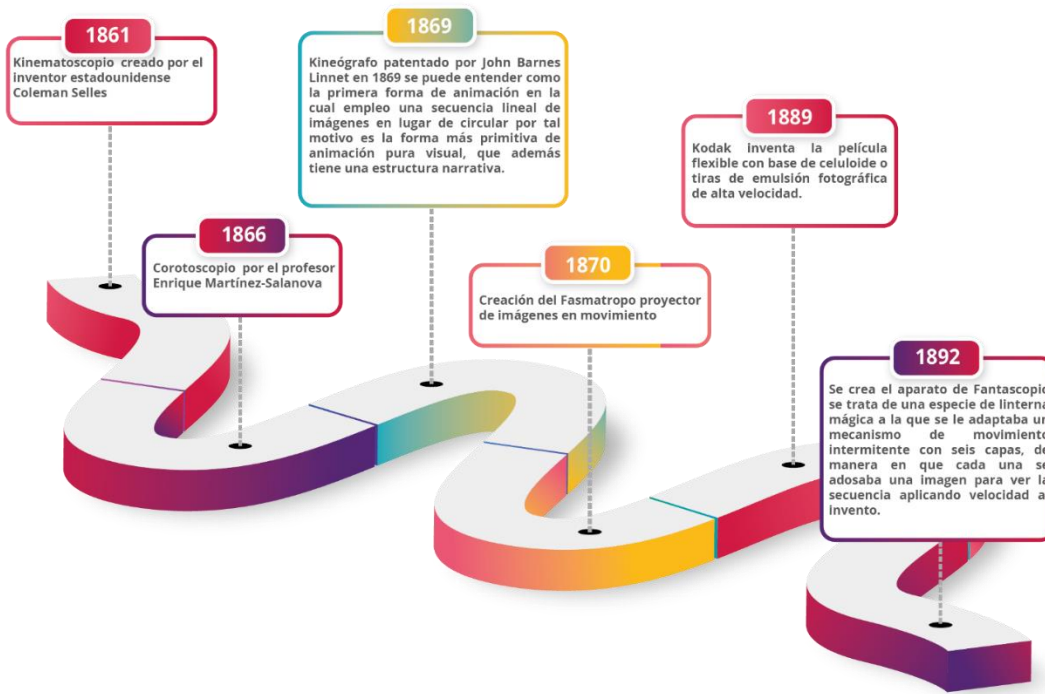 1861
Kinematoscopio creado por el
inventor estadounidense
Coleman Selles
1866
Corotoscopio por el profesor
Enrique Martínez-Salanova
1869
Kineógrafo patentado por John Barnes
Linnet en 1869 se puede entender como
la primera forma de animación en la
cual empleo una secuencia lineal de
imágenes en lugar de circular por tal
motivo es la forma más primitiva de
animación pura visual, que además
tiene una estructura narrativa.
1870
Creación del Fasmatropo proyector
de imágenes en movimiento
1889
Kodak inventa la película
flexible con base de celuloide o
tiras de emulsión fotográfica
de alta velocidad.
1892
Se crea el aparato de Fantascopio
se trata de una especie de linterna
mágica a la que se le adaptaba un
mecanismo de movimiento
intermitente con seis capas, de
manera en que cada una se
adosaba una imagen para ver la
secuencia aplicando velocidad al
invento.